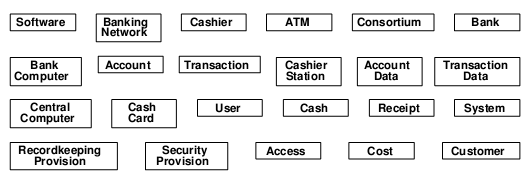 Software Banking Network Cashier ATM Consortium Bank
Bank Computer Account Transaction Cashier Station Account Data Transaction Data
Central Computer Cash Card User Cash Receipt System
Recordkeeping Provision Security Provision Access Cost Customer